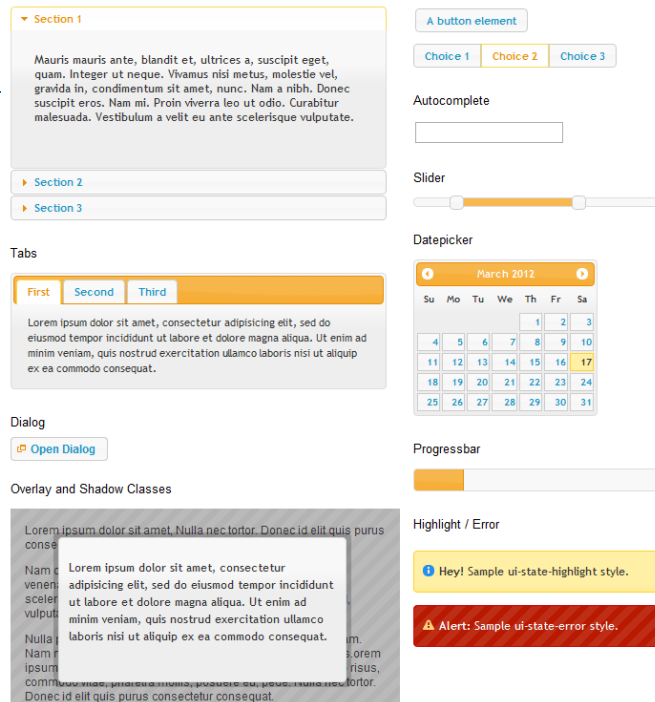 Section 1
Mauris mauris ante, blandit et, ultrices a, suscipit eget,
quam. Integer ut neque. Vivamus nisi metus, molestie vel,
gravida in, condimentum sit amet, nunc. Nam a nibh. Donec
suscipit eros. Nam mi. Proin viverra leo ut odio. Curabitur
malesuada. Vestibulum a velit eu ante scelerisque vulputate.
Section 2
Section 3
Tabs
First Second Third
Lorem ipsum dolor sit amet, consectetur adipisicing elit, sed do
eiusmod tempor incididunt ut labore et dolore magna aliqua. Ut enim ad
minim veniam, quis nostrud exercitation ullamco laboris nisi ut aliquip
ex ea commodo consequat.
Dialog
Open Dialog
Overlay and Shadow Classes
Lorem ipsum dolor sit amet, Nulla nec tortor. Donec id elit quis purus
Nam
Nulla
Nam
ipsum
risus,
Donec id elit quis purus consectetur consequat.
Lorem ipsum dolor sit amet, consectetur
adipisicing elit, sed do eiusmod tempor incididunt
ut labore et dolore magna aliqua. Ut enim ad
minim veniam, quis nostrud exercitation ullamco
laboris nisi ut aliquip ex ea commodo consequat.
A button element
Choice 1 Choice 2 Choice 3
Autocomplete
Slider
Datepicker
March 2012
Su Mo Tu We Th Fr Sa
1 2 3
4 5 6 7 8 9 10
11 12 13 14 15 16 17
18 19 20 21 22 23 24
25 26 27 28 29 30 31
Progressbar
Highlight / Error
Hey! Sample ui-state-highlight style.
Alert: Sample ui-state-error style.